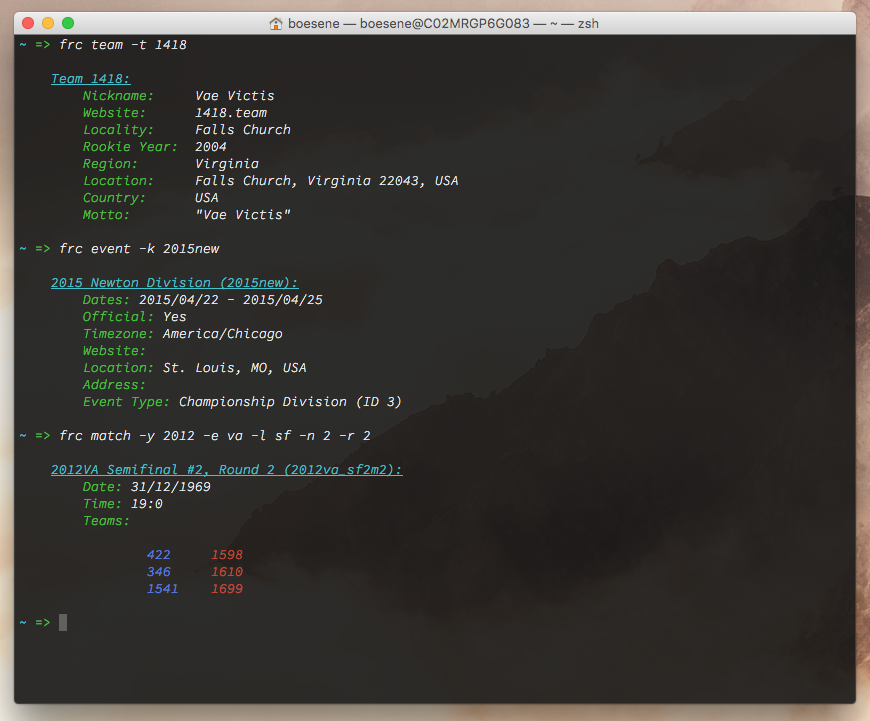 boesene — boesene@C02MRGP6G083 — ~ — zsh
~ => frc team -t 1418
Team 1418:
Nickname: Vae Victis
Website: 1418.team
Locality: Falls Church
Rookie Year: 2004
Region: Virginia
Location: Falls Church, Virginia 22043, USA
Country: USA
Motto: "Vae Victis"
~ => frc event -k 2015new
2015 Newton Division (2015new):
Dates: 2015/04/22 - 2015/04/25
Official: Yes
Timezone: America/Chicago
Website:
Location: St. Louis, MO, USA
Address:
Event Type: Championship Division (ID 3)
~ => frc match -y 2012 -e va -l sf -n 2 -r 2
2012VA Semifinal #2, Round 2 (2012va_sf2m2):
Date: 31/12/1969
Time: 19:0
Teams:
422 1598
346 1610
1541 1699
~ =>